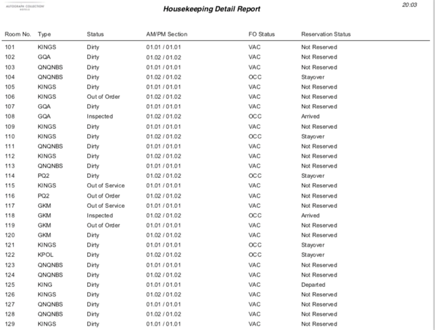 AUTOGRAPH COLLECTION
20:03
Housekeeping Detail Report
Room No. Type Status AM/PM Section FO Status Reservation Status
101 KINGS Dirty 01.01 / 01.01 VAC Not Reserved
102 GQA Dirty 01.02 / 01.02 VAC Not Reserved
103 QNQNBS Dirty 01.01 / 01.01 VAC Not Reserved
104 QNQNBS Dirty 01.02 / 01.02 OCC Stayover
105 KINGS Dirty 01.01 / 01.01 VAC Not Reserved
106 KINGS Out of Order 01.02 / 01.02 VAC Not Reserved
107 GQA Dirty 01.01 / 01.01 VAC Not Reserved
108 GQA Inspected 01.02 / 01.02 OCC Arrived
109 KINGS Dirty 01.01 / 01.01 VAC Not Reserved
110 KINGS Dirty 01.02 / 01.02 OCC Stayover
111 QNQNBS Dirty 01.01 / 01.01 VAC Not Reserved
112 KINGS Dirty 01.02 / 01.02 VAC Not Reserved
113 QNQNBS Dirty 01.01 / 01.01 VAC Not Reserved
114 PQ2 Dirty 01.02 / 01.02 OCC Stayover
115 KINGS Out of Service 01.01 / 01.01 VAC Not Reserved
116 PQ2 Out of Order 01.02 / 01.02 VAC Not Reserved
117 GKM Out of Service 01.01 / 01.01 VAC Not Reserved
118 GKM Inspected 01.02 / 01.02 OCC Arrived
119 GKM Out of Order 01.01 / 01.01 VAC Not Reserved
120 GKM Dirty 01.02 / 01.02 VAC Not Reserved
121 KINGS Dirty 01.01 / 01.01 OCC Stayover
122 KPOL Dirty 01.02 / 01.02 OCC Stayover
123 QNQNBS Dirty 01.01 / 01.01 VAC Not Reserved
124 QNQNBS Dirty 01.02 / 01.02 VAC Not Reserved
125 KING Dirty 01.01 / 01.01 VAC Departed
126 KINGS Dirty 01.02 / 01.02 VAC Not Reserved
127 QNQNBS Dirty 01.01 / 01.01 VAC Not Reserved
128 QNQNBS Dirty 01.02 / 01.02 VAC Not Reserved
129 KINGS Dirty 01.01 / 01.01 VAC Not Reserved